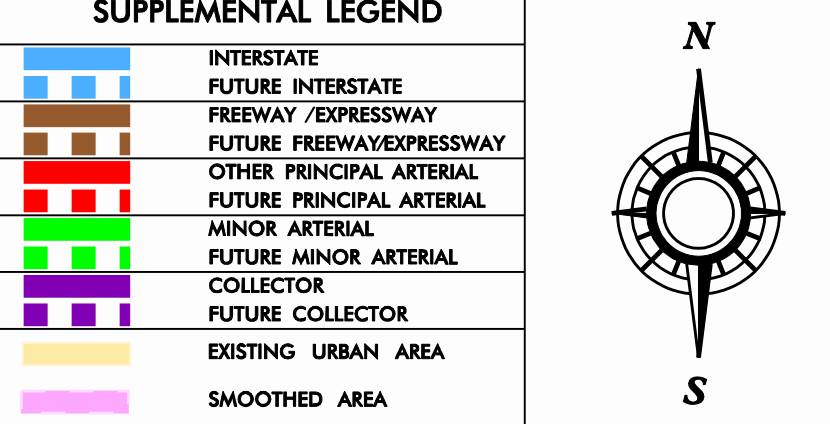 SUPPLEMENTAL LEGEND
INTERSTATE
FUTURE INTERSTATE
FREEWAY /EXPRESSWAY
FUTURE FREEWAY/EXPRESSWAY
OTHER PRINCIPAL ARTERIAL
FUTURE PRINCIPAL ARTERIAL
MINOR ARTERIAL
FUTURE MINOR ARTERIAL
COLLECTOR
FUTURE COLLECTOR
EXISTING URBAN AREA
SMOOTHED AREA
N
S